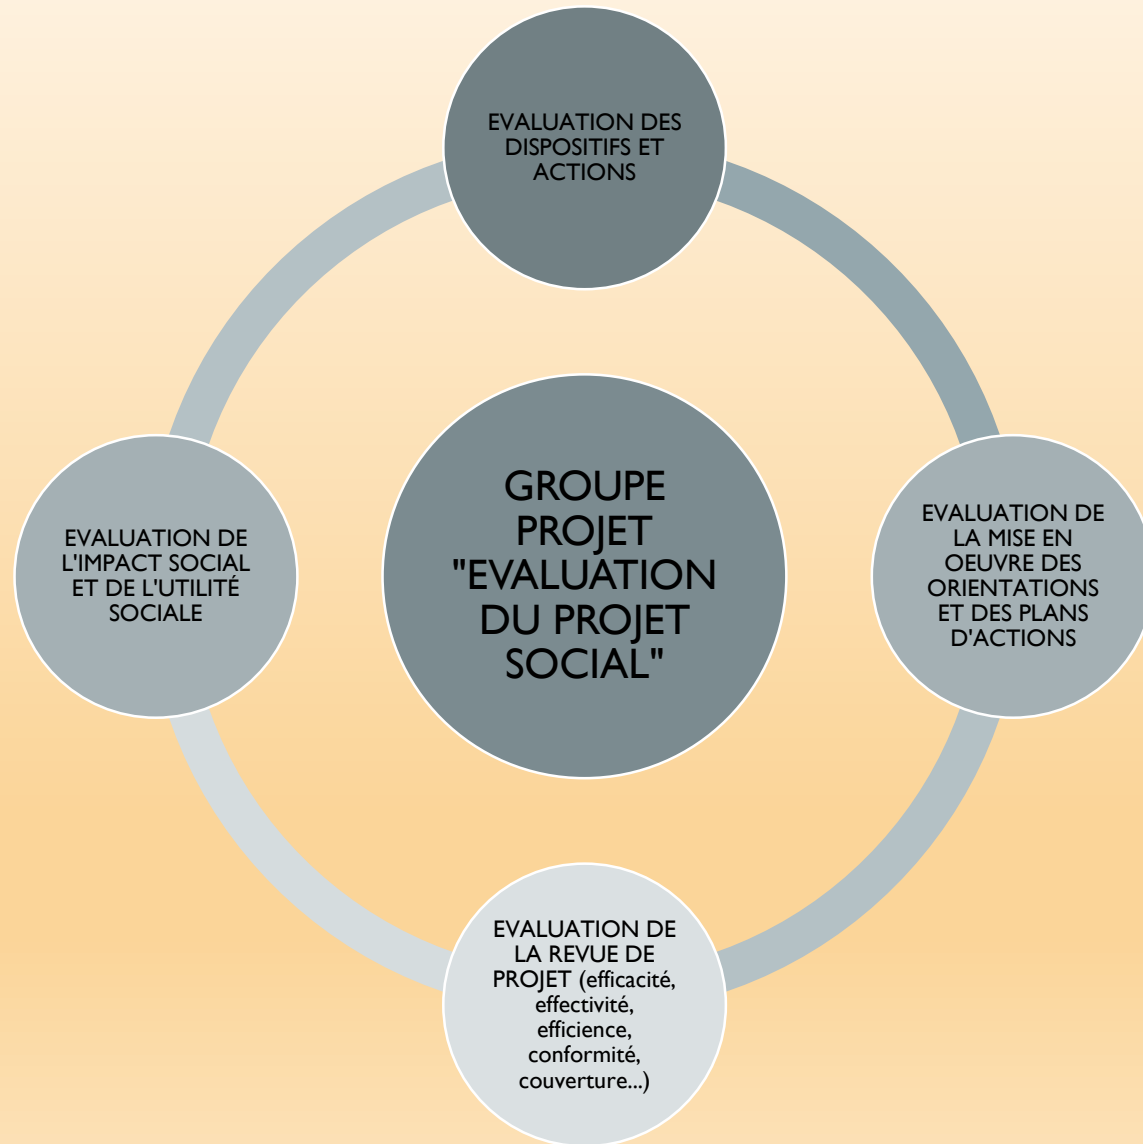 EVALUATION DES
DISPOSITIFS ET
ACTIONS
GROUPE
PROJET
"EVALUATION
DU PROJET
SOCIAL"
EVALUATION DE
L'IMPACT SOCIAL
ET DE L'UTILITÉ
SOCIALE
EVALUATION DE
LA MISE EN
OEUVRE DES
ORIENTATIONS
ET DES PLANS
D'ACTIONS
EVALUATION DE
LA REVUE DE
PROJET (efficacité,
effectivité,
efficience,
conformité,
couverture...)